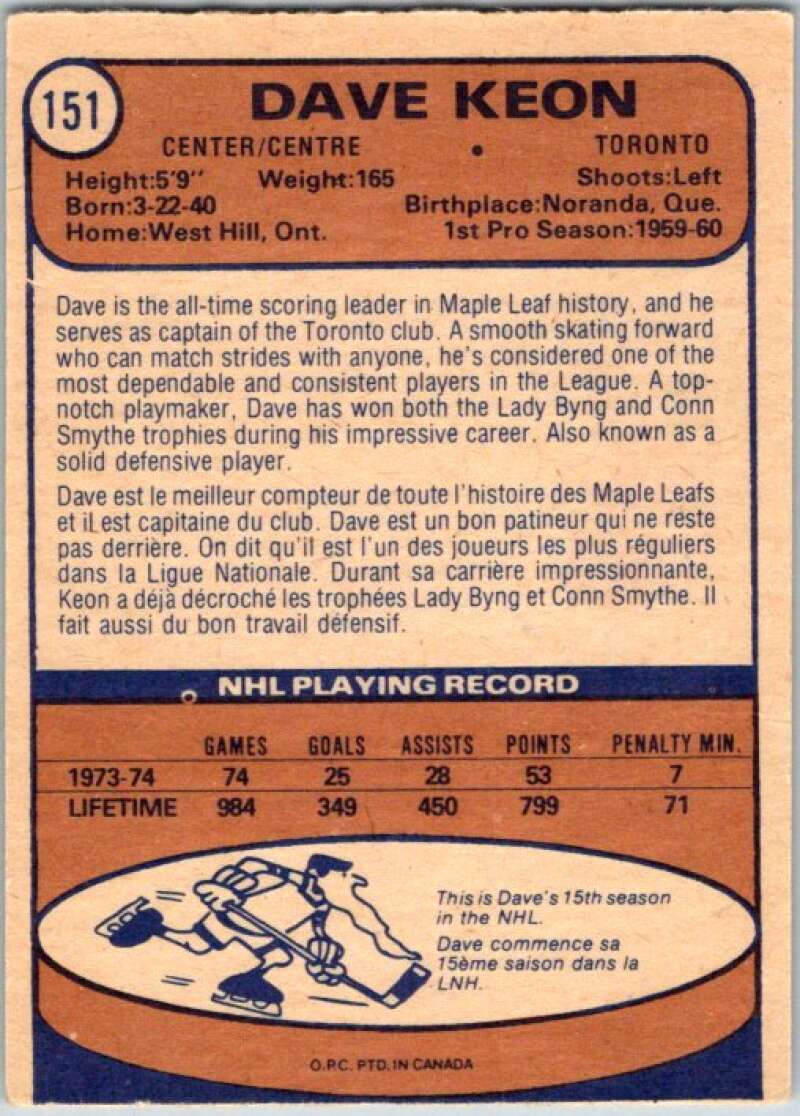 151
DAVE KEON
CENTER/CENTRE • TORONTO
Height:5'9" Weight:165 Shoots:Left
Born:3-22-40 Birthplace:Noranda, Que.
Home:West Hill, Ont. 1st Pro Season:1959-60
Dave is the all-time scoring leader in Maple Leaf history, and he
serves as captain of the Toronto club. A smooth skating forward
who can match strides with anyone, he's considered one of the
most dependable and consistent players in the League. A top-
notch playmaker, Dave has won both the Lady Byng and Conn
Smythe trophies during his impressive career. Also known as a
solid defensive player.
Dave est le meilleur compteur de toute l'histoire des Maple Leafs
et il est capitaine du club. Dave est un bon patineur qui ne reste
pas derrière. On dit qu'il est l'un des joueurs les plus réguliers
dans la Ligue Nationale. Durant sa carrière impressionnante,
Keon a déjà décroché les trophées Lady Byng et Conn Smythe. Il
fait aussi du bon travail défensif.
NHL PLAYING RECORD
GAMES GOALS ASSISTS POINTS PENALTY MIN.
1973-74 74 25 28 53 7
LIFETIME 984 349 450 799 71
This is Dave's 15th season
in the NHL.
Dave commence sa
15ème saison dans la
LNH.
O.P.C. PTD. IN CANADA